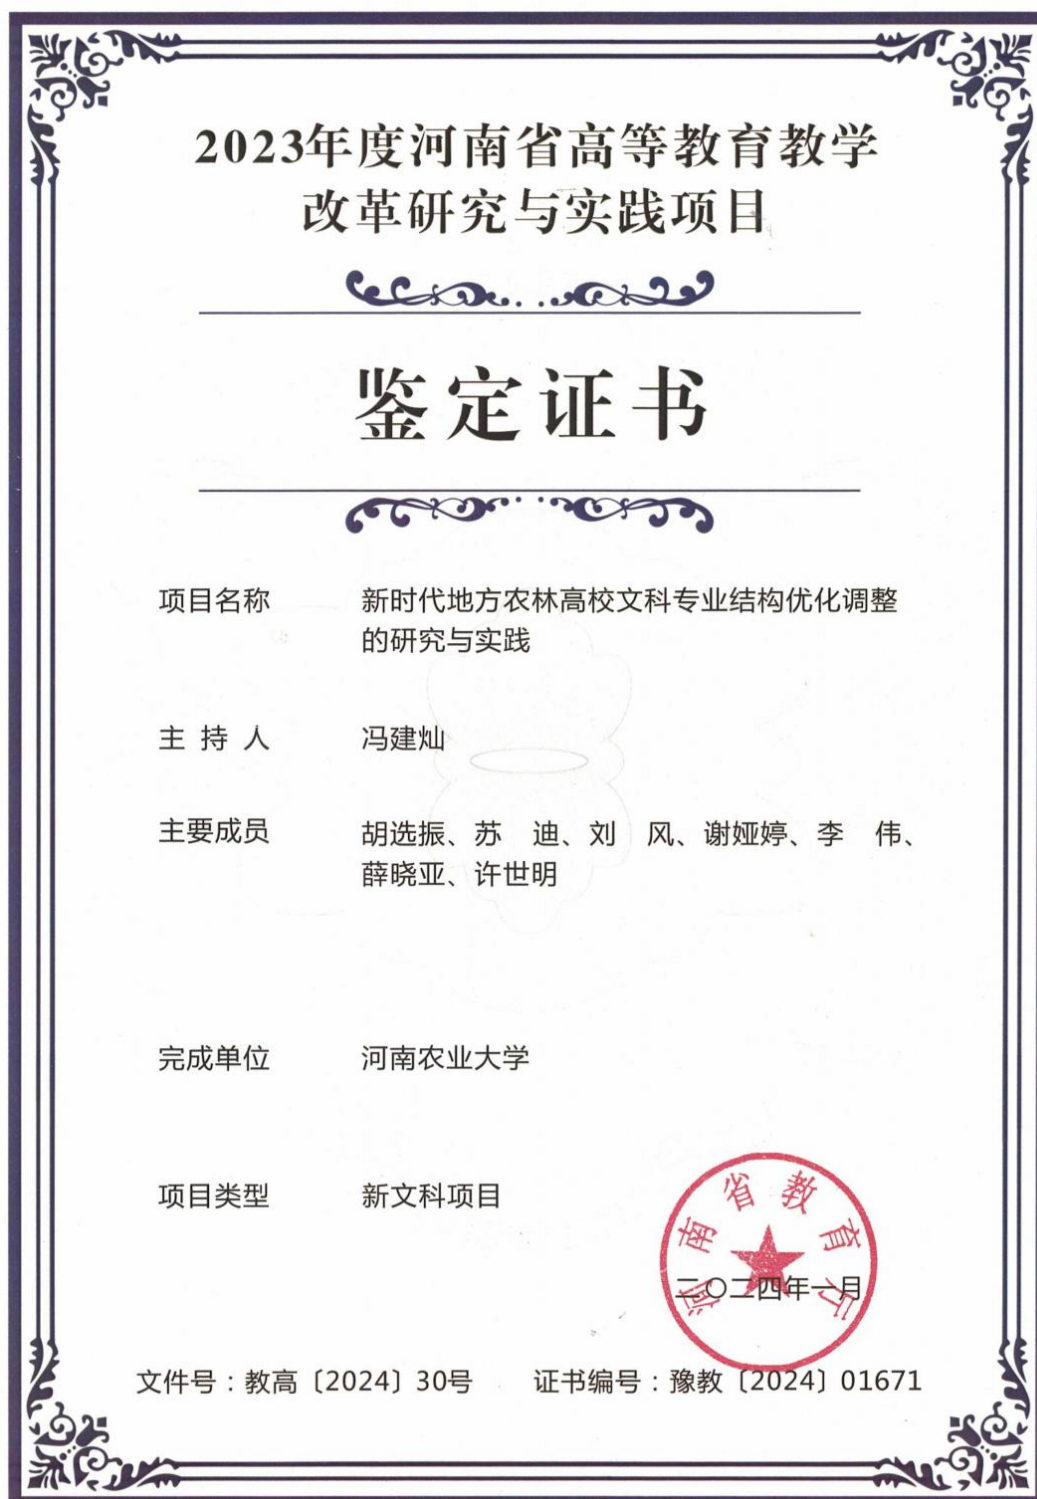 2023年度河南省高等教育教学
改革研究与实践项目
鉴定证书
项目名称 新时代地方农林高校文科专业结构优化调整
的研究与实践
主 持 人 冯建灿
主要成员 胡选振、苏　迪、刘　风、谢娅婷、李　伟、
薛晓亚、许世明
完成单位 河南农业大学
项目类型 新文科项目
河南省教育厅
二〇二四年一月
文件号：教高〔2024〕30号 证书编号：豫教〔2024〕01671